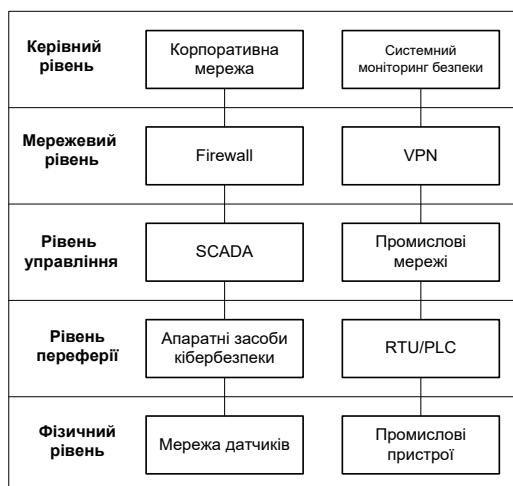 Керівний
рівень
Корпоративна
мережа
Системний
моніторинг безпеки
Мережевий
рівень
Firewall
VPN
Рівень
управління
SCADA
Промислові
мережі
Рівень
переферії
Апаратні засоби
кібербезпеки
RTU/PLC
Фізичний
рівень
Мережа датчиків
Промислові
пристрої